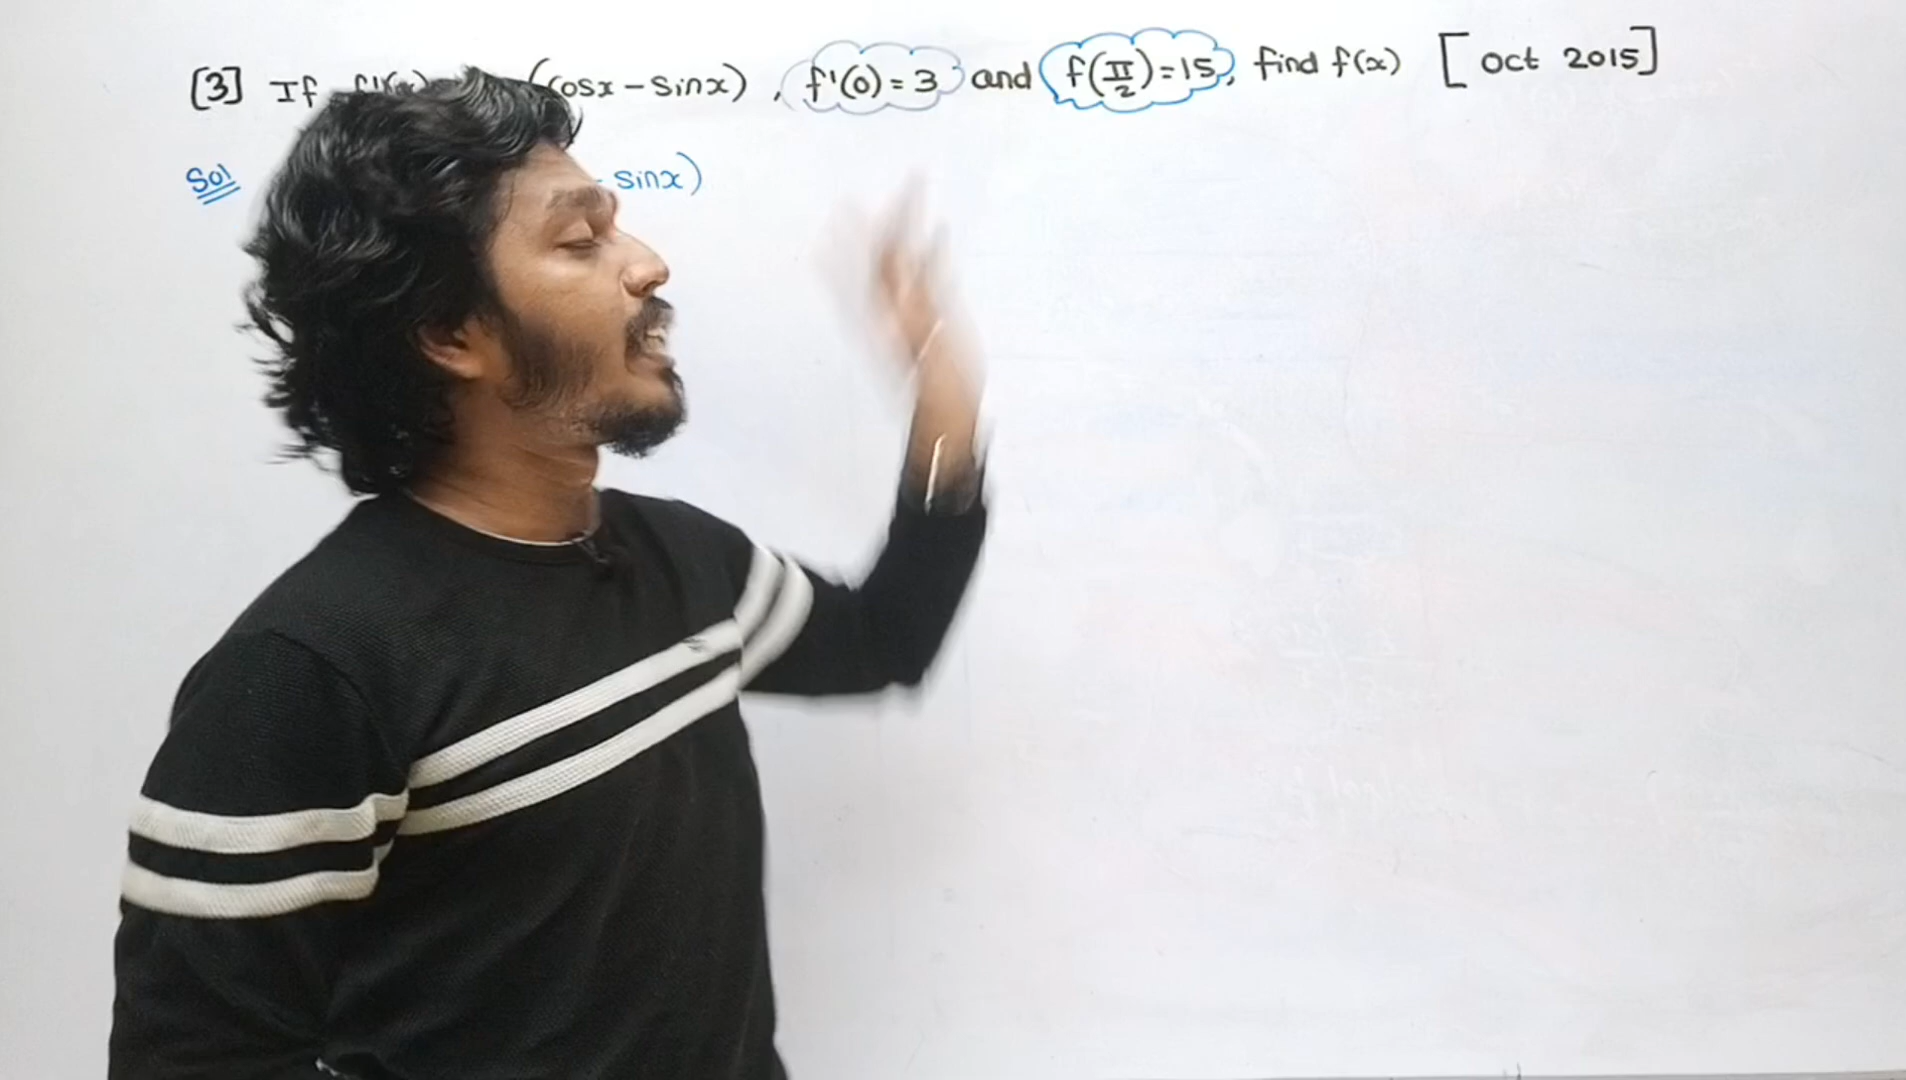 [3] If (cosx - sinx) , f'(0) = 3 and f(π/2) = 15, find f(x) [Oct 2015]
Sol - sinx)